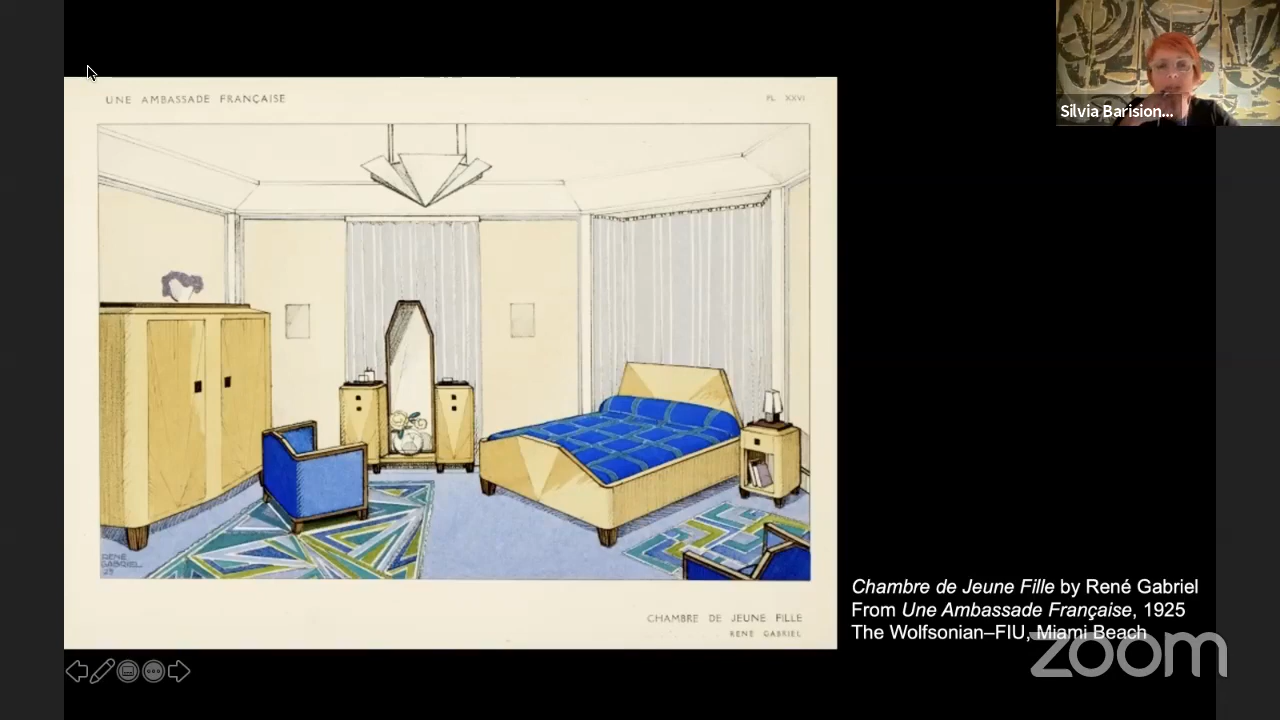 UNE AMBASSADE FRANÇAISE
PL. XXVI
Silvia Barision...
RENÉ
GABRIEL
25
CHAMBRE DE JEUNE FILLE
RENÉ GABRIEL
Chambre de Jeune Fille by René Gabriel
From Une Ambassade Française, 1925
The Wolfsonian–FIU, Miami Beach
zoom